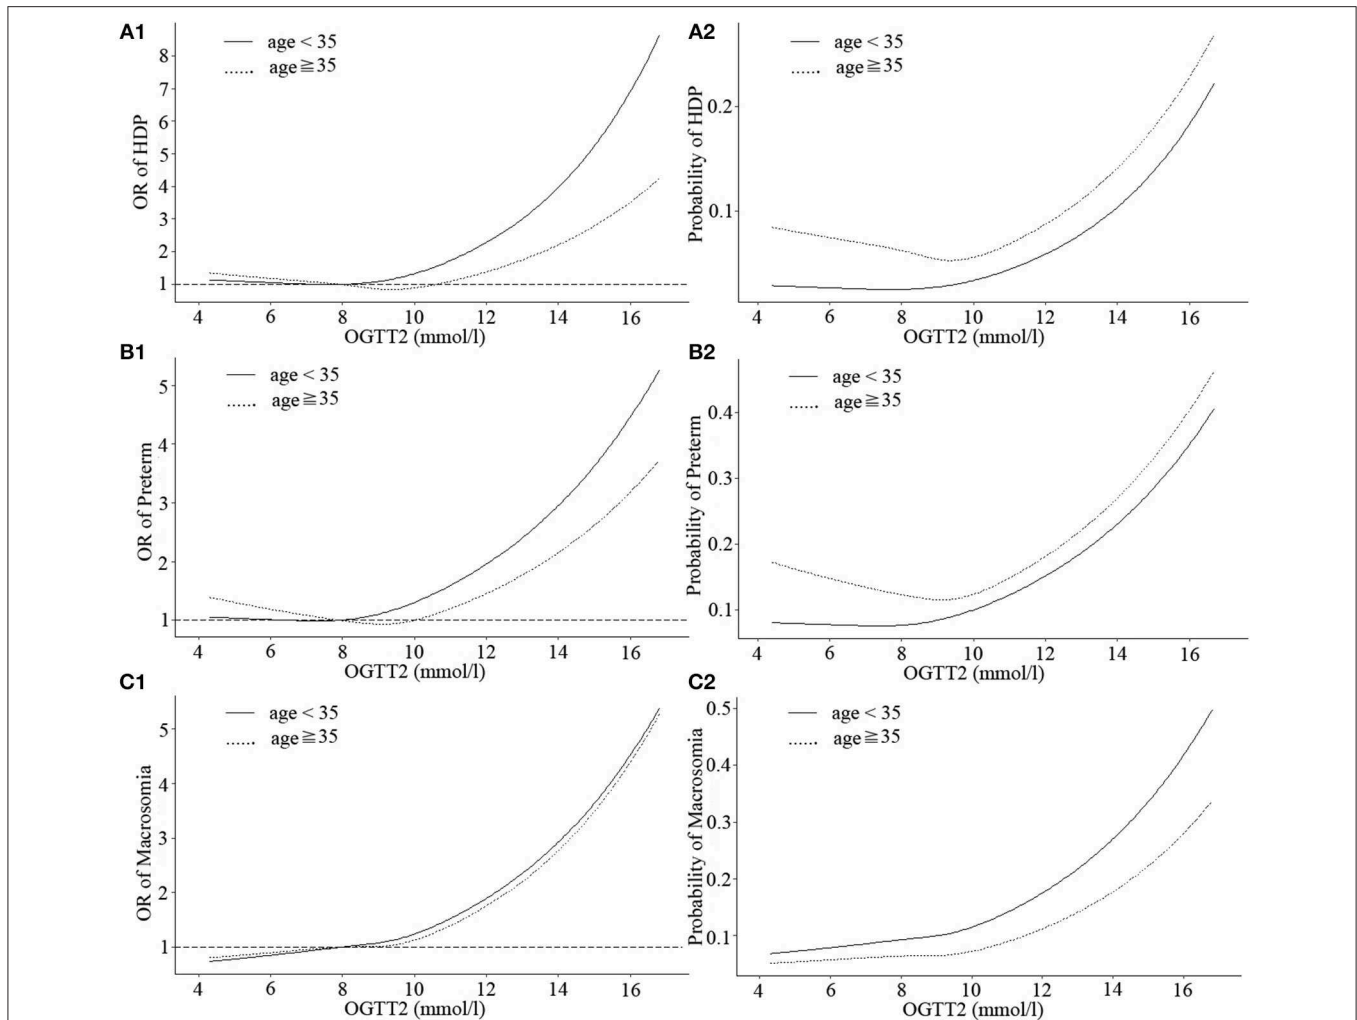 A1
age < 35
age≧35
OR of HDP
8
7
6
5
4
3
2
1
4 6 8 10 12 14 16
OGTT2 (mmol/l)
A2
age < 35
age≧35
Probability of HDP
0.2
0.1
4 6 8 10 12 14 16
OGTT2 (mmol/l)
B1
age < 35
age≧35
OR of Preterm
5
4
3
2
1
4 6 8 10 12 14 16
OGTT2 (mmol/l)
B2
age < 35
age≧35
Probability of Preterm
0.4
0.3
0.2
0.1
4 6 8 10 12 14 16
OGTT2 (mmol/l)
C1
age < 35
age≧35
OR of Macrosomia
5
4
3
2
1
4 6 8 10 12 14 16
OGTT2 (mmol/l)
C2
age < 35
age≧35
Probability of Macrosomia
0.5
0.4
0.3
0.2
0.1
4 6 8 10 12 14 16
OGTT2 (mmol/l)